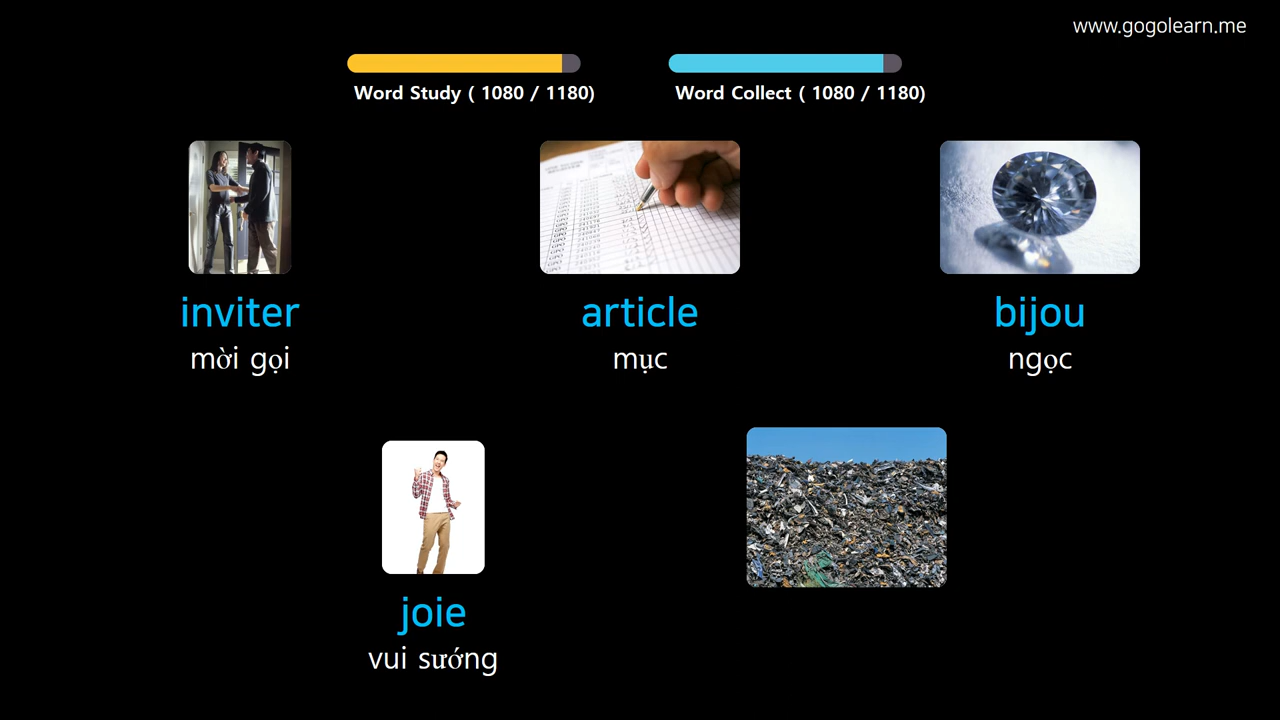 www.gogolearn.me
Word Study ( 1080 / 1180)
Word Collect ( 1080 / 1180)
inviter
mời gọi
article
mục
bijou
ngọc
joie
vui sướng